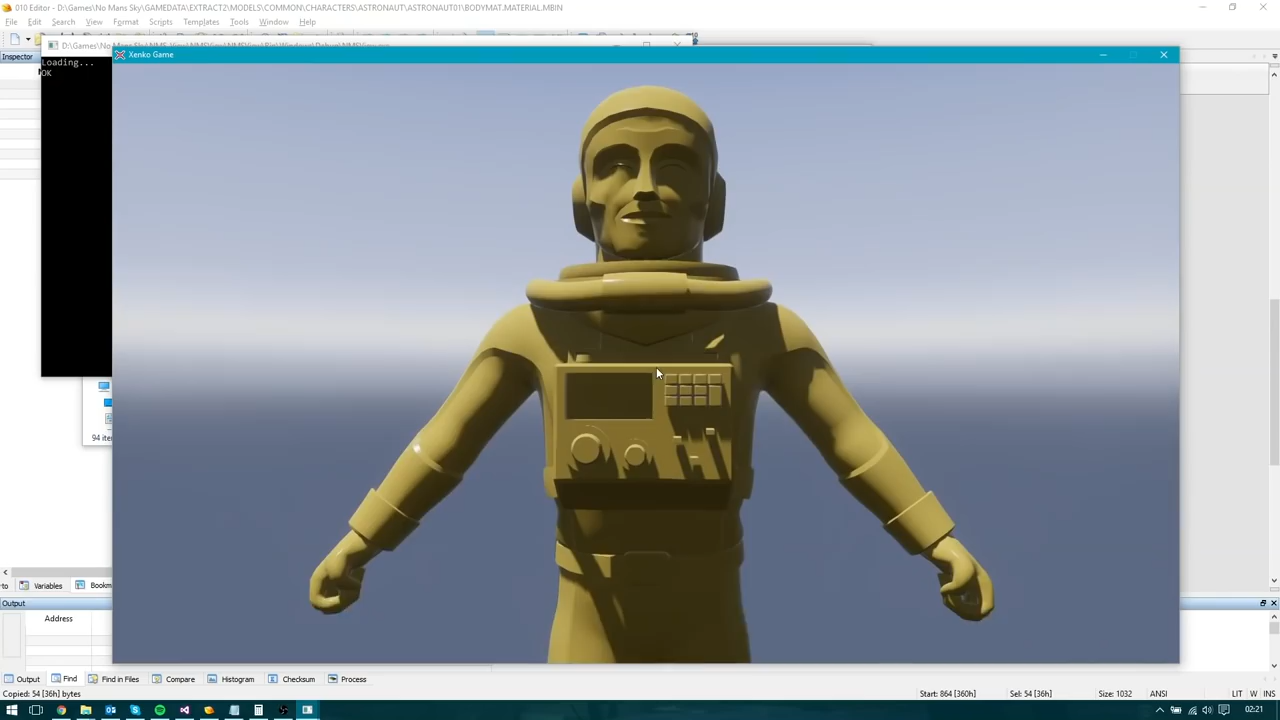 010 Editor - D:\Games\No Mans Sky\GAMEDATA\EXTRACT2\MODELS\COMMON\CHARACTERS\ASTRONAUT\ASTRONAUT01\BODYMAT.MATERIAL.MBIN
File Edit Search View Format Scripts Templates Tools Window Help
Inspector
Loading...
OK
Xenko Game
94 ite
Variables Bookm
Output
Address
Output Find Find in Files Compare Histogram Checksum Process
Copied: 54 [36h] bytes Start: 864 [360h] Sel: 54 [36h] Size: 1032 ANSI LIT W INS
02:21